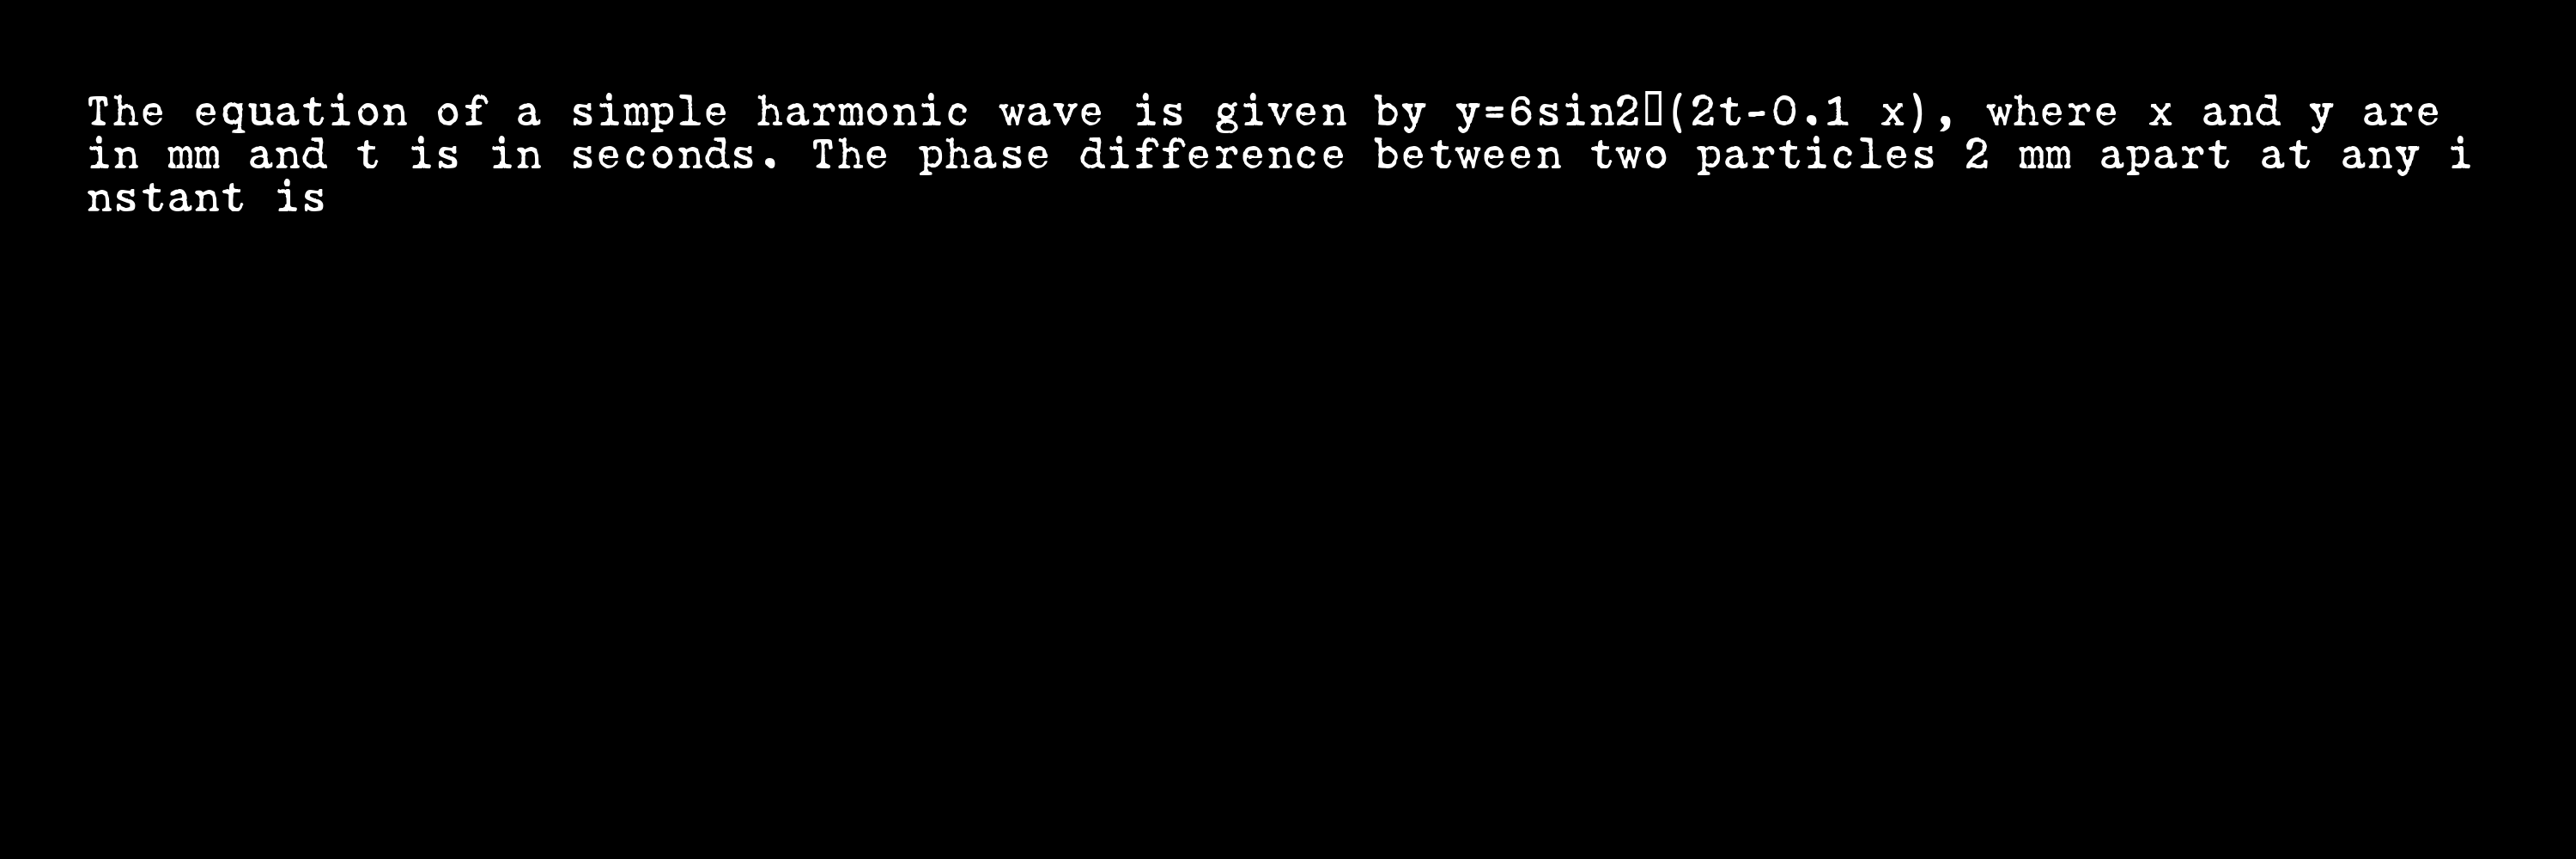 The equation of a simple harmonic wave is given by y=6sin2▯(2t-0.1 x), where x and y are
in mm and t is in seconds. The phase difference between two particles 2 mm apart at any i
nstant is